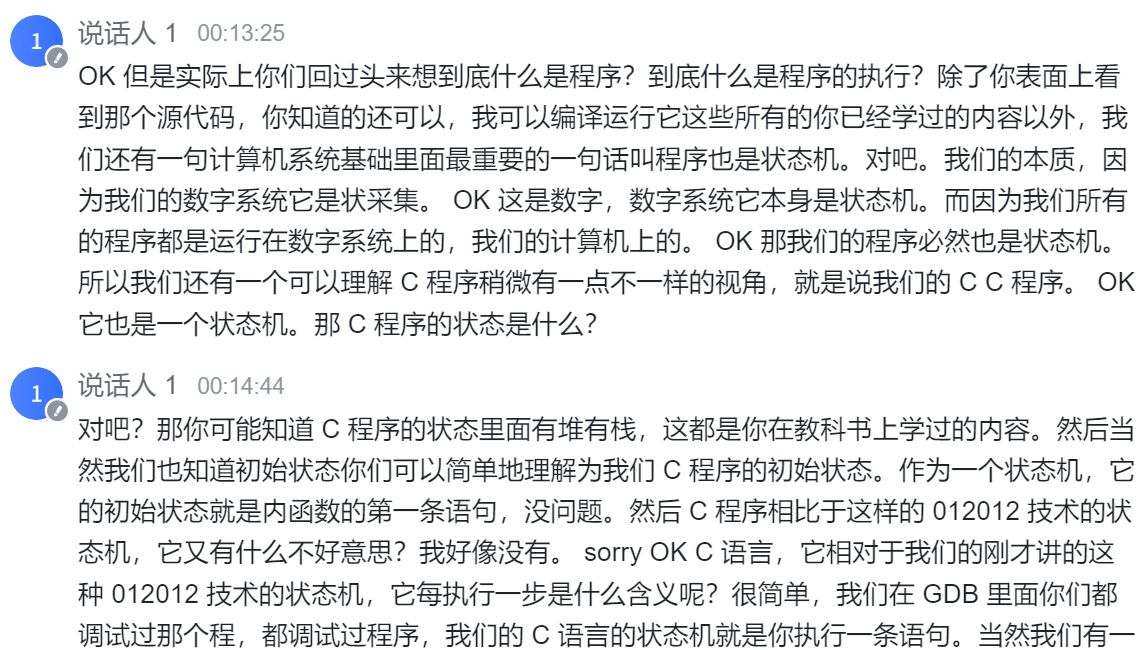 1 说话人 1 00:13:25
OK 但是实际上你们回过头来想到底什么是程序？到底什么是程序的执行？除了你表面上看
到那个源代码，你知道的还可以，我可以编译运行它这些所有的你已经学过的内容以外，我
们还有一句计算机系统基础里面最重要的一句话叫程序也是状态机。对吧。我们的本质，因
为我们的数字系统它是状采集。 OK 这是数字，数字系统它本身是状态机。而因为我们所有
的程序都是运行在数字系统上的，我们的计算机上的。 OK 那我们的程序必然也是状态机。
所以我们还有一个可以理解 C 程序稍微有一点不一样的视角，就是说我们的 C C 程序。 OK
它也是一个状态机。那 C 程序的状态是什么？
1 说话人 1 00:14:44
对吧？那你可能知道 C 程序的状态里面有堆有栈，这都是你在教科书上学过的内容。然后当
然我们也知道初始状态你们可以简单地理解为我们 C 程序的初始状态。作为一个状态机，它
的初始状态就是内函数的第一条语句，没问题。然后 C 程序相比于这样的 012012 技术的状
态机，它又有什么不好意思？我好像没有。 sorry OK C 语言，它相对于我们的刚才讲的这
种 012012 技术的状态机，它每执行一步是什么含义呢？很简单，我们在 GDB 里面你们都
调试过那个程，都调试过程序，我们的 C 语言的状态机就是你执行一条语句。当然我们有一